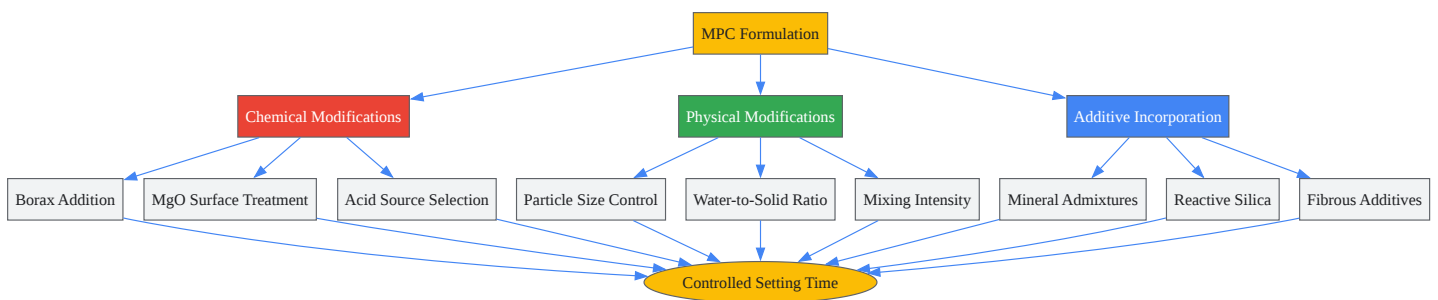 MPC Formulation
Chemical Modifications
Physical Modifications
Additive Incorporation
Borax Addition
MgO Surface Treatment
Acid Source Selection
Particle Size Control
Water-to-Solid Ratio
Mixing Intensity
Mineral Admixtures
Reactive Silica
Fibrous Additives
Controlled Setting Time